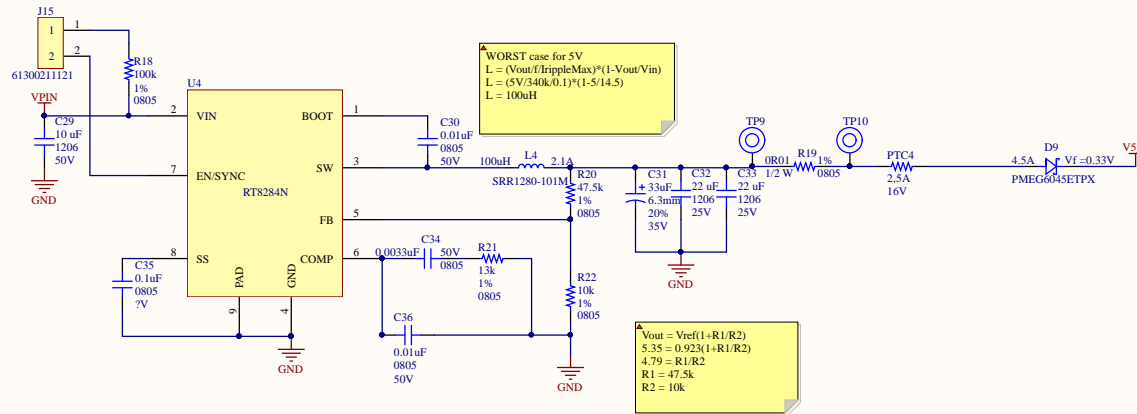 J15
1
2
1
2
61300211121
R18
100k
1%
0805
VPIN
C29
10 uF
1206
50V
GND
U4
2
VIN
BOOT
1
SW
3
7
EN/SYNC
RT8284N
FB
5
8
SS
COMP
6
PAD
GND
9
4
GND
C35
0.1uF
0805
?V
C30
0.01uF
0805
50V
WORST case for 5V
L = (Vout/f/IrippleMax)*(1-Vout/Vin)
L = (5V/340k/0.1)*(1-5/14.5)
L = 100uH
100uH
L4
2.1A
SRR1280-101M
R20
47.5k
1%
0805
C31
33uF
6.3mm
20%
35V
C32
22 uF
1206
25V
C33
22 uF
1206
25V
GND
TP9
TP10
0R01
1/2 W
R19
1%
0805
PTC4
2,5A
16V
D9
4.5A
Vf =0.33V
PMEG6045ETPX
V5
0.0033uF
C34
50V
0805
R21
13k
1%
0805
C36
0.01uF
0805
50V
R22
10k
1%
0805
GND
Vout = Vref(1+R1/R2)
5.35 = 0.923(1+R1/R2)
4.79 = R1/R2
R1 = 47.5k
R2 = 10k